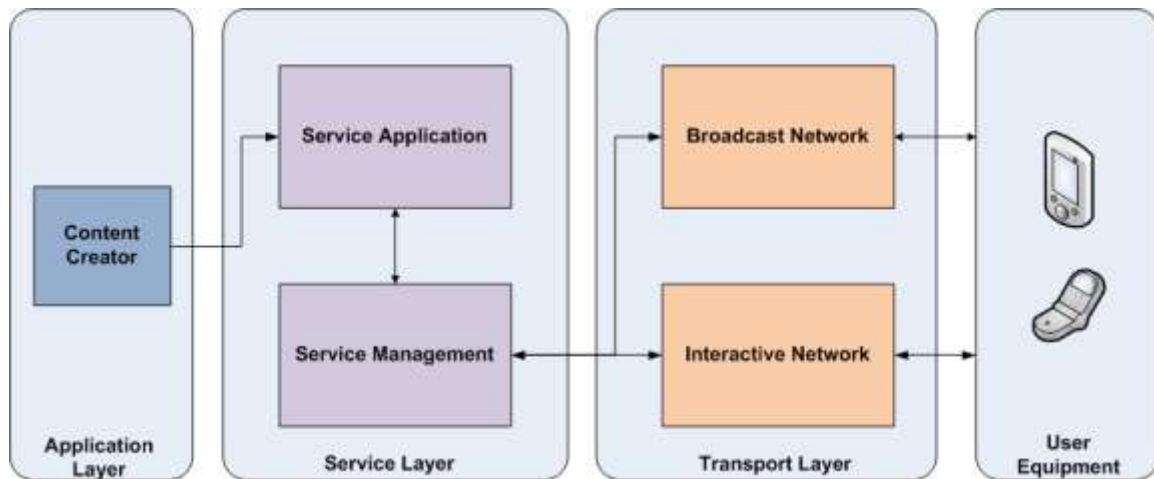 Content
Creator
Application
Layer
Service Application
Service Management
Service Layer
Broadcast Network
Interactive Network
Transport Layer
User
Equipment